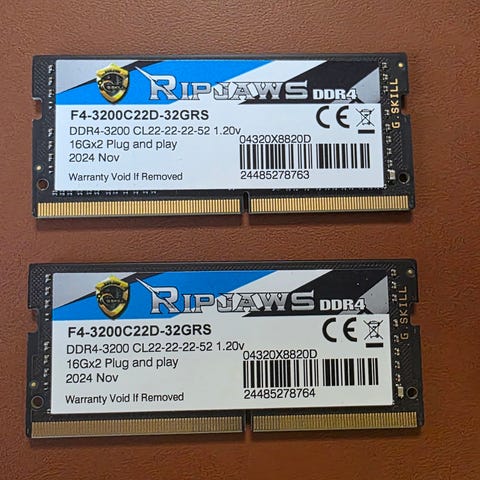 RIPJAWS DDR4
F4-3200C22D-32GRS
DDR4-3200 CL22-22-22-52 1.20v
16Gx2 Plug and play
2024 Nov
Warranty Void If Removed
04320X8820D
24485278763
CE
G.SKILL
RIPJAWS DDR4
F4-3200C22D-32GRS
DDR4-3200 CL22-22-22-52 1.20v
16Gx2 Plug and play
2024 Nov
Warranty Void If Removed
04320X8820D
24485278764
CE
G.SKILL